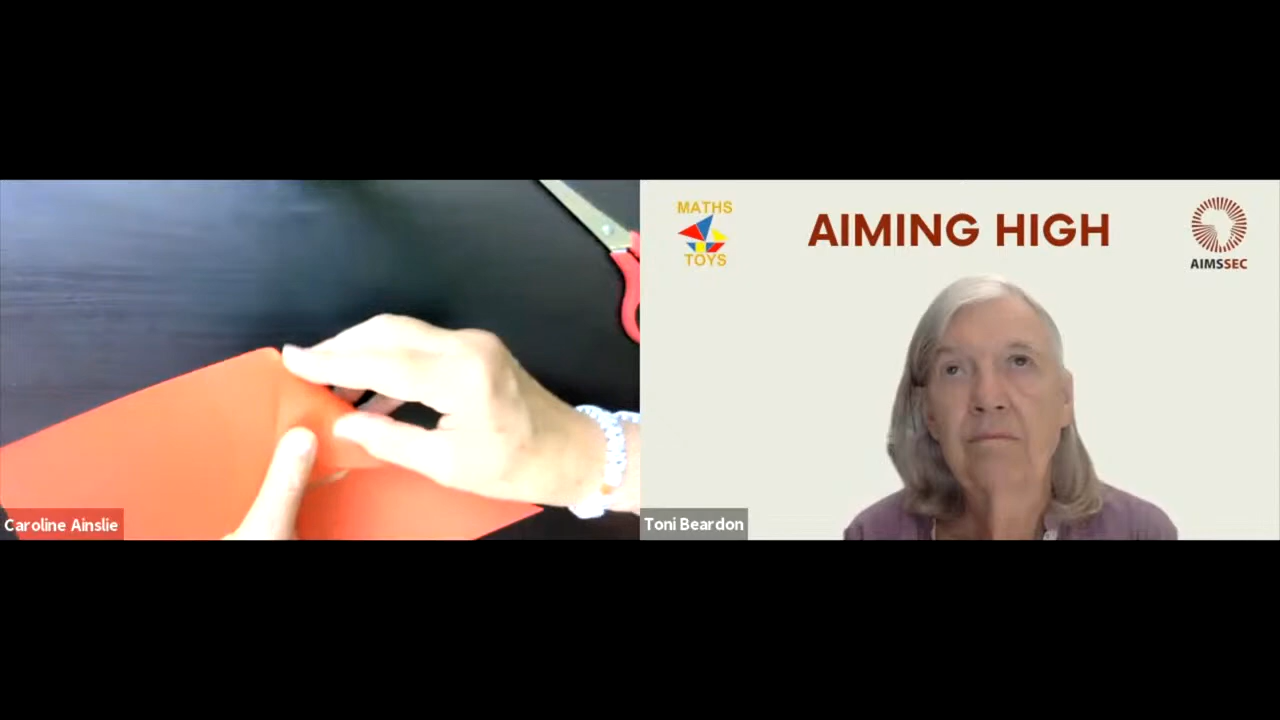 MATHS
TOYS
AIMING HIGH
AIMSSEC
Caroline Ainslie
Toni Beardon